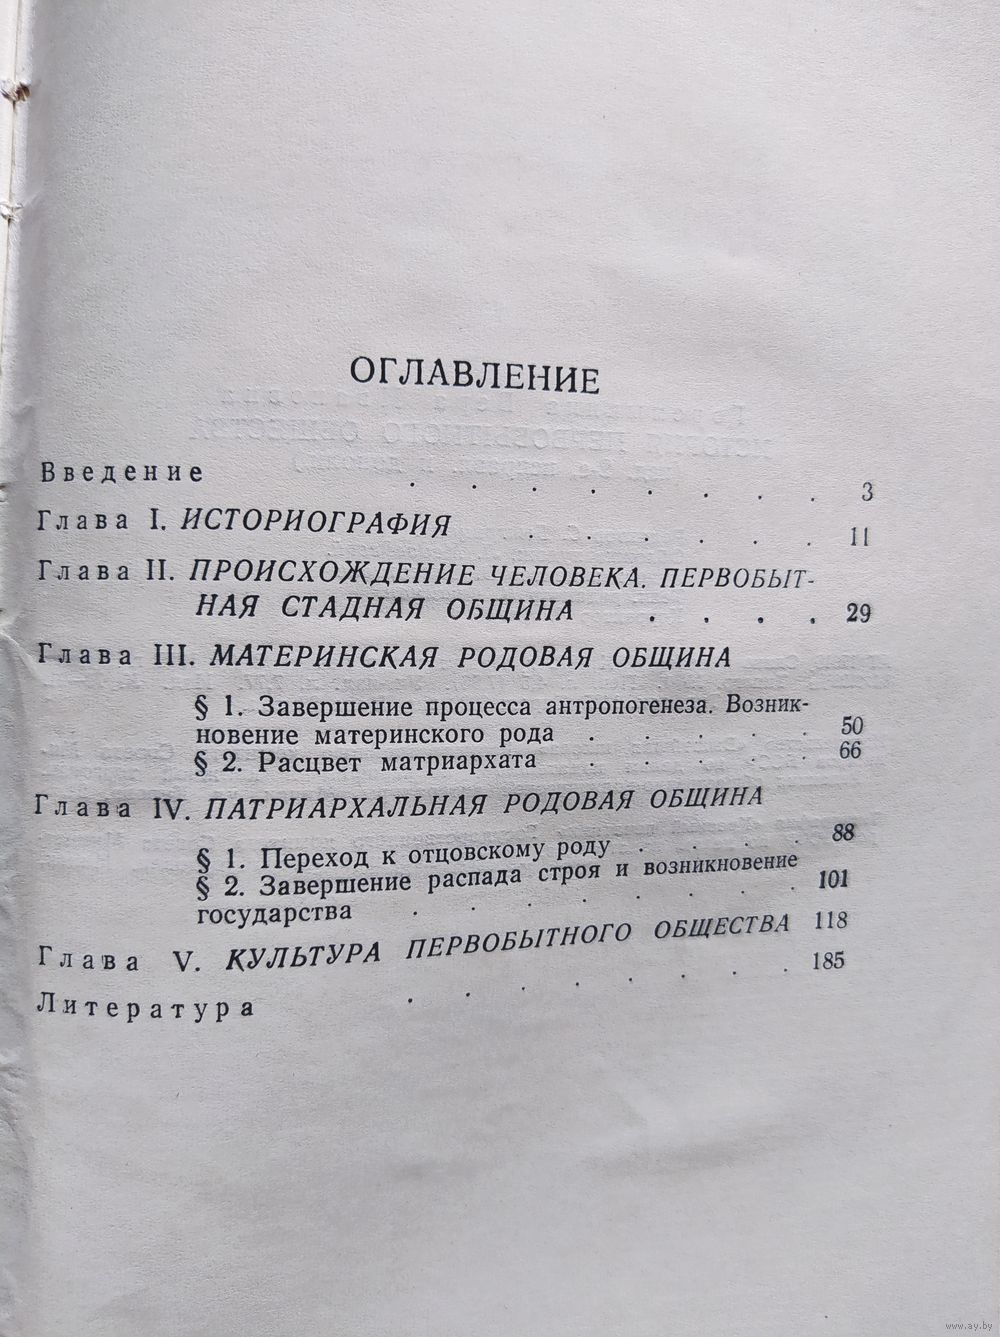 ОГЛАВЛЕНИЕ
Введение . . . . . . . . 3
Глава I. ИСТОРИОГРАФИЯ . . . . . . 11
Глава II. ПРОИСХОЖДЕНИЕ ЧЕЛОВЕКА. ПЕРВОБЫТ-
НАЯ СТАДНАЯ ОБЩИНА . . . . 29
Глава III. МАТЕРИНСКАЯ РОДОВАЯ ОБЩИНА
§ 1. Завершение процесса антропогенеза. Возник-
новение материнского рода . . . . . 50
§ 2. Расцвет матриархата . . . . . 66
Глава IV. ПАТРИАРХАЛЬНАЯ РОДОВАЯ ОБЩИНА
§ 1. Переход к отцовскому роду . . . . 88
§ 2. Завершение распада строя и возникновение
государства . . . . . . . 101
Глава V. КУЛЬТУРА ПЕРВОБЫТНОГО ОБЩЕСТВА 118
Литература . . . . . . . . 185
www.ay.by